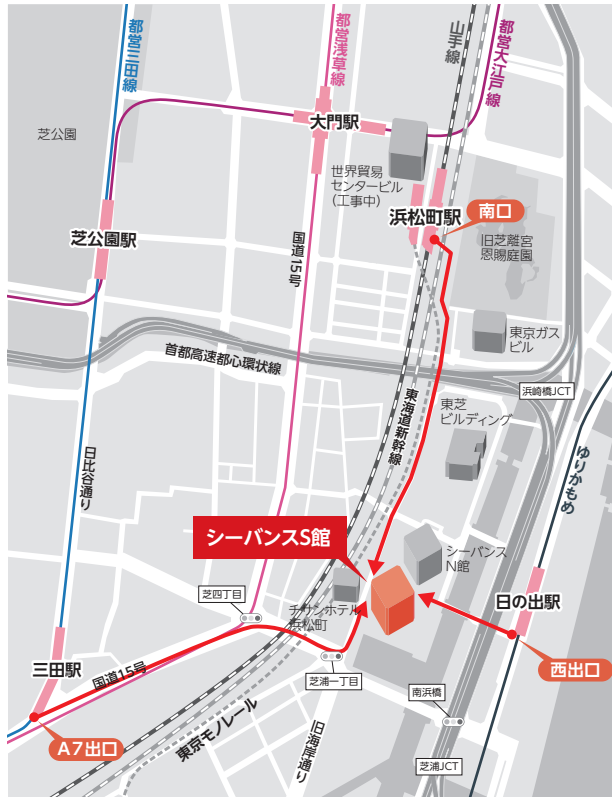 都営三田線
都営浅草線
山手線
都営大江戸線
大門駅
芝公園
世界貿易
センタービル
(工事中)
浜松町駅
南口
芝公園駅
国道15号
旧芝離宮
恩賜庭園
東京ガス
ビル
首都高速都心環状線
浜崎橋JCT
東海道新幹線
東芝
ビルディング
日比谷通り
ゆりかもめ
シーバンスS館
シーバンス
N館
芝四丁目
チサンホテル
浜松町
日の出駅
三田駅
国道15号
芝浦一丁目
西出口
南浜橋
A7出口
東京モノレール
旧海岸通り
芝浦JCT